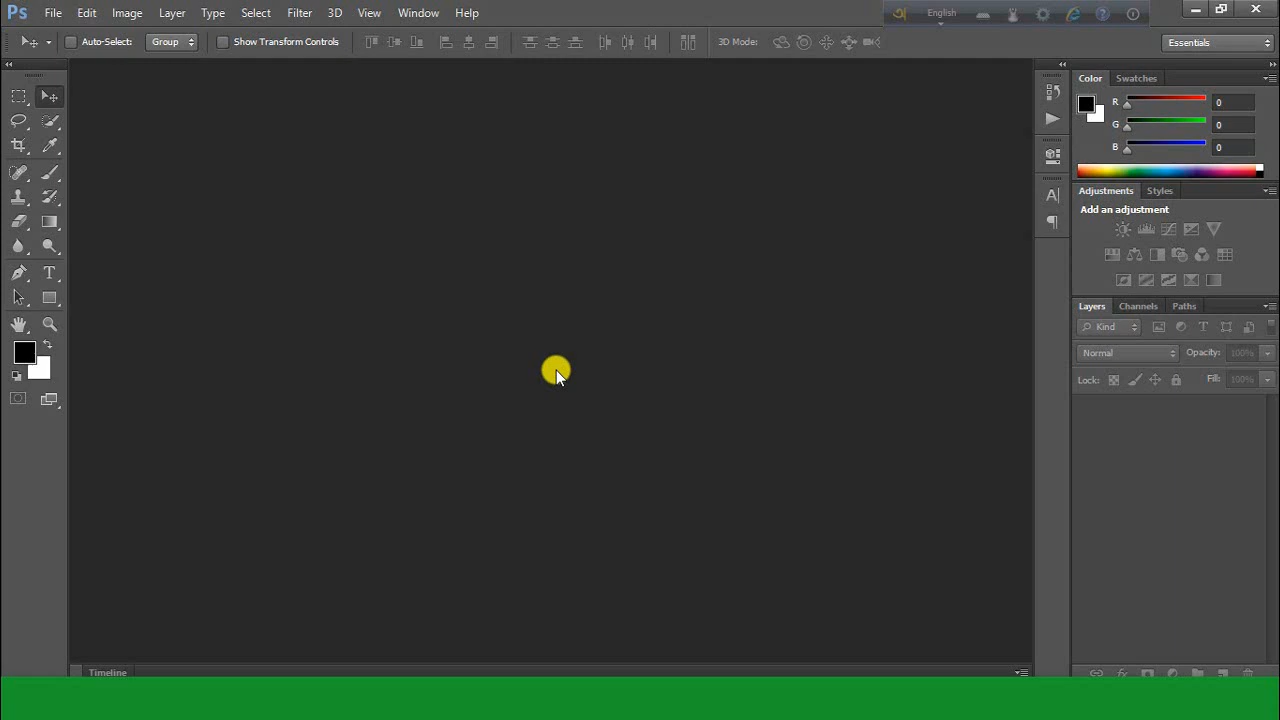 Ps File Edit Image Layer Type Select Filter 3D View Window Help English
Auto-Select: Group Show Transform Controls 3D Mode: Essentials
Color Swatches
R 0
G 0
B 0
Adjustments Styles
Add an adjustment
Layers Channels Paths
Kind
Normal Opacity: 100%
Lock: Fill: 100%
Timeline